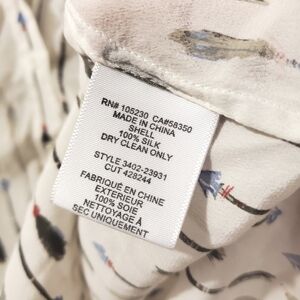 RN# 105230 CA#58350
MADE IN CHINA
SHELL
100% SILK
DRY CLEAN ONLY
STYLE 3402-23931
CUT 428244
FABRIQUÉ EN CHINE
EXTERIEUR
100% SOIE
NETTOYAGE À
SEC UNIQUEMENT